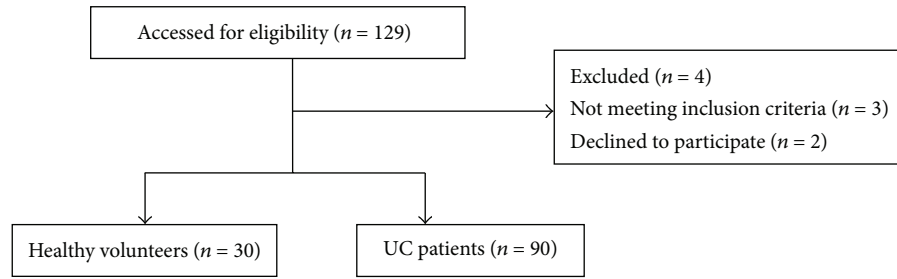 Accessed for eligibility (n = 129)
Excluded (n = 4)
Not meeting inclusion criteria (n = 3)
Declined to participate (n = 2)
Healthy volunteers (n = 30)
UC patients (n = 90)